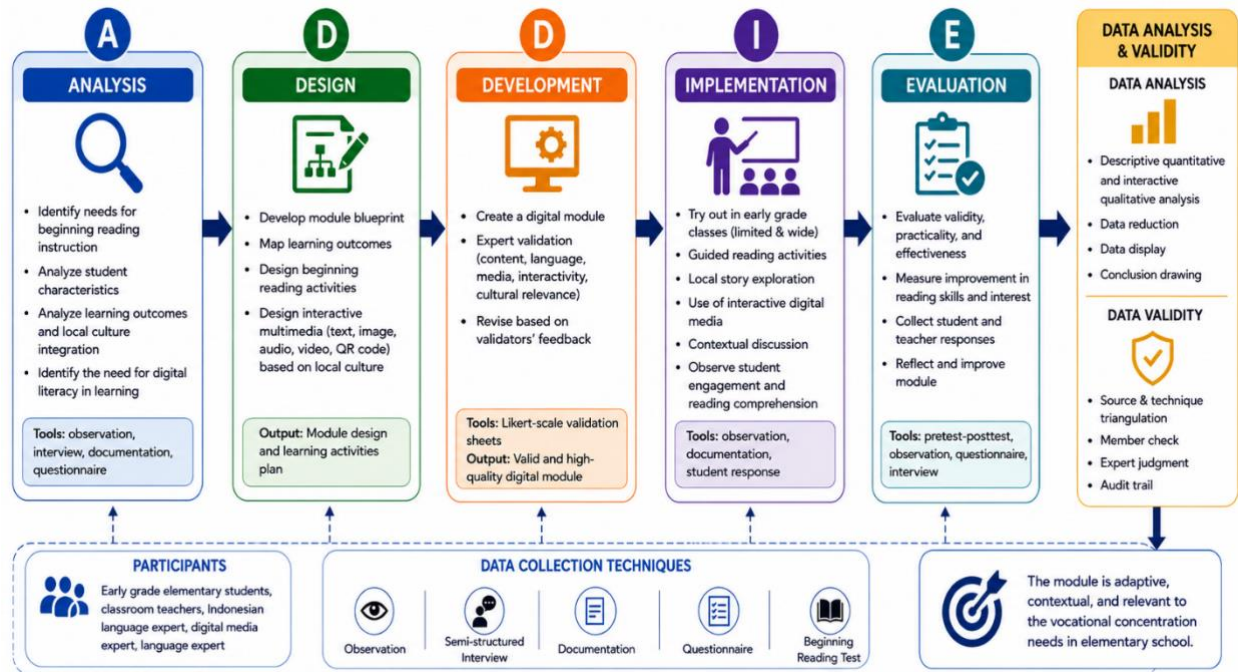 A
ANALYSIS
• Identify needs for
beginning reading
instruction
• Analyze student
characteristics
• Analyze learning outcomes
and local culture
integration
• Identify the need for digital
literacy in learning
Tools: observation,
interview, documentation,
questionnaire
D
DESIGN
• Develop module blueprint
• Map learning outcomes
• Design beginning
reading activities
• Design interactive
multimedia (text, image,
audio, video, QR code)
based on local culture
Output: Module design
and learning activities
plan
D
DEVELOPMENT
• Create a digital module
• Expert validation
(content, language,
media, interactivity,
cultural relevance)
• Revise based on
validators' feedback
Tools: Likert-scale validation
sheets
Output: Valid and high-
quality digital module
I
IMPLEMENTATION
• Try out in early grade
classes (limited & wide)
• Guided reading activities
• Local story exploration
• Use of interactive digital
media
• Contextual discussion
• Observe student
engagement and
reading comprehension
Tools: observation,
documentation,
student response
E
EVALUATION
• Evaluate validity,
practicality, and
effectiveness
• Measure improvement in
reading skills and interest
• Collect student and
teacher responses
• Reflect and improve
module
Tools: pretest-posttest,
observation, questionnaire,
interview
DATA ANALYSIS
& VALIDITY
DATA ANALYSIS
• Descriptive quantitative
and interactive
qualitative analysis
• Data reduction
• Data display
• Conclusion drawing
DATA VALIDITY
• Source & technique
triangulation
• Member check
• Expert judgment
• Audit trail
PARTICIPANTS
Early grade elementary students,
classroom teachers, Indonesian
language expert, digital media
expert, language expert
DATA COLLECTION TECHNIQUES
Observation
Semi-structured
Interview
Documentation
Questionnaire
Beginning
Reading Test
The module is adaptive,
contextual, and relevant to
the vocational concentration
needs in elementary school.